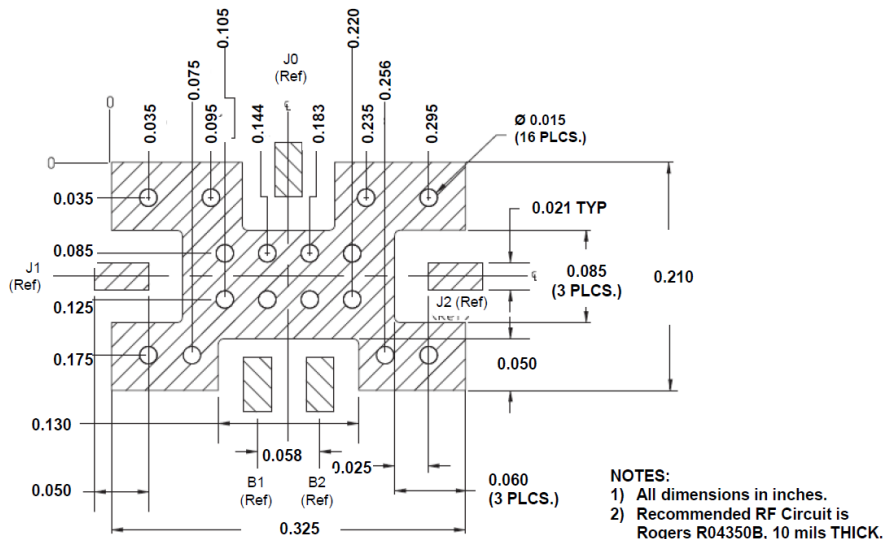 0.105
0.220
J0
(Ref)
0.075
0.256
0
℄
0.035
0.095
0.144
0.183
0.235
0.295
Ø 0.015
(16 PLCS.)
0
0.035
0.021 TYP
0.085
J1
(Ref)
℄
0.085
(3 PLCS.)
0.210
0.125
J2 (Ref)
0.175
0.050
0.130
0.058
0.025
0.050
B1
(Ref)
B2
(Ref)
0.060
(3 PLCS.)
0.325
NOTES:
1) All dimensions in inches.
2) Recommended RF Circuit is
Rogers R04350B, 10 mils THICK.